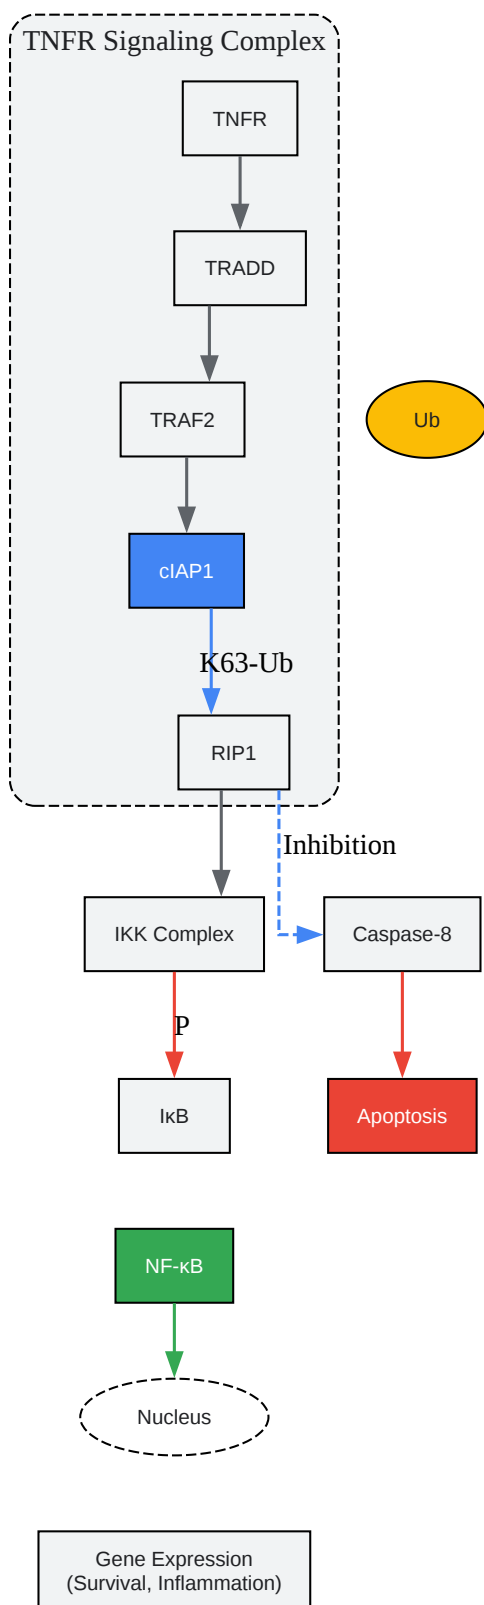 TNFR Signaling Complex
TNFR
TRADD
TRAF2
Ub
cIAP1
K63-Ub
RIP1
Inhibition
IKK Complex
Caspase-8
P
IκB
Apoptosis
NF-κB
Nucleus
Gene Expression
(Survival, Inflammation)